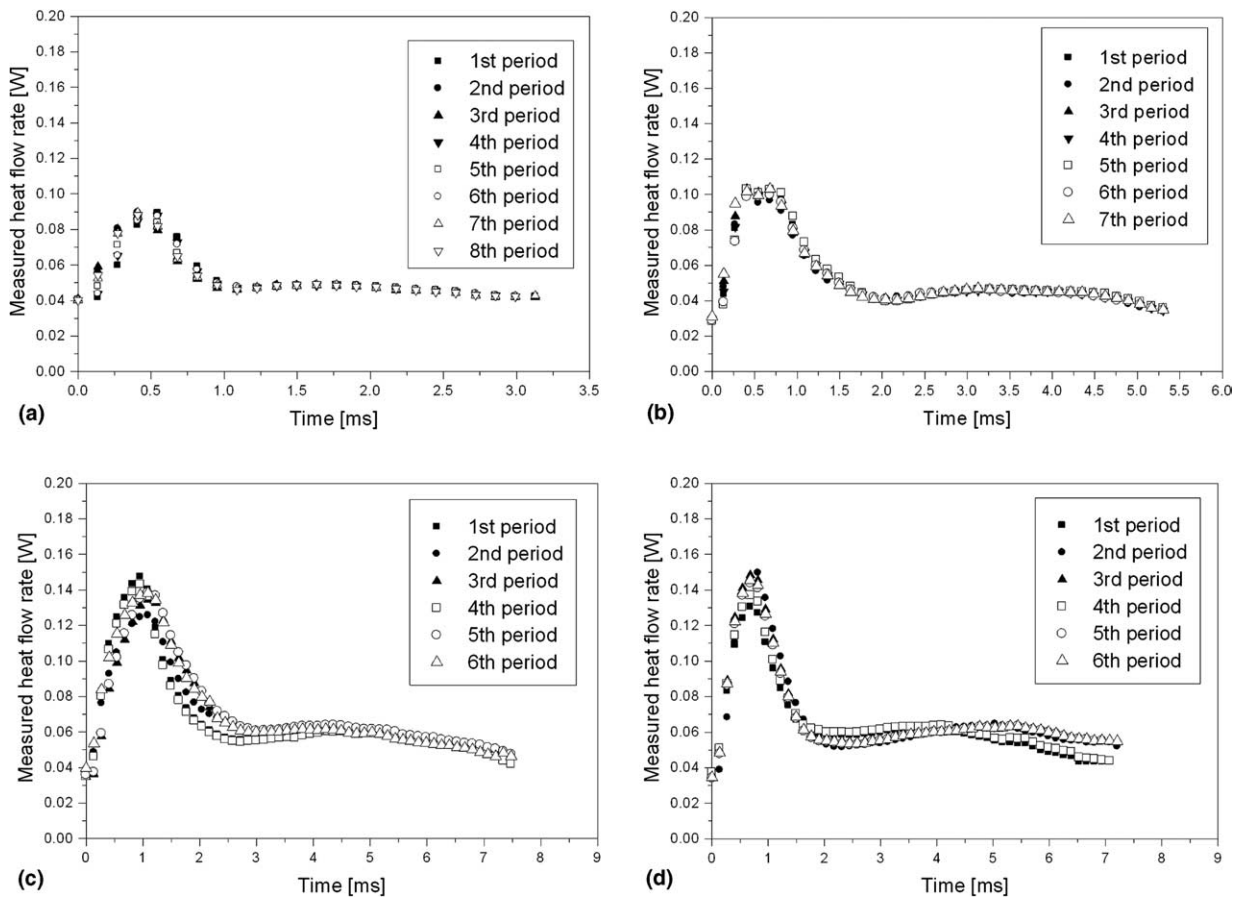 (a)
Measured heat flow rate [W]
0.20
0.18
0.16
0.14
0.12
0.10
0.08
0.06
0.04
0.02
0.00
1st period
2nd period
3rd period
4th period
5th period
6th period
7th period
8th period
0.0 0.5 1.0 1.5 2.0 2.5 3.0 3.5
Time [ms]
(b)
Measured heat flow rate [W]
0.20
0.18
0.16
0.14
0.12
0.10
0.08
0.06
0.04
0.02
0.00
1st period
2nd period
3rd period
4th period
5th period
6th period
7th period
0.0 0.5 1.0 1.5 2.0 2.5 3.0 3.5 4.0 4.5 5.0 5.5 6.0
Time [ms]
(c)
Measured heat flow rate [W]
0.20
0.18
0.16
0.14
0.12
0.10
0.08
0.06
0.04
0.02
0.00
1st period
2nd period
3rd period
4th period
5th period
6th period
0 1 2 3 4 5 6 7 8 9
Time [ms]
(d)
Measured heat flow rate [W]
0.20
0.18
0.16
0.14
0.12
0.10
0.08
0.06
0.04
0.02
0.00
1st period
2nd period
3rd period
4th period
5th period
6th period
0 1 2 3 4 5 6 7 8 9
Time [ms]